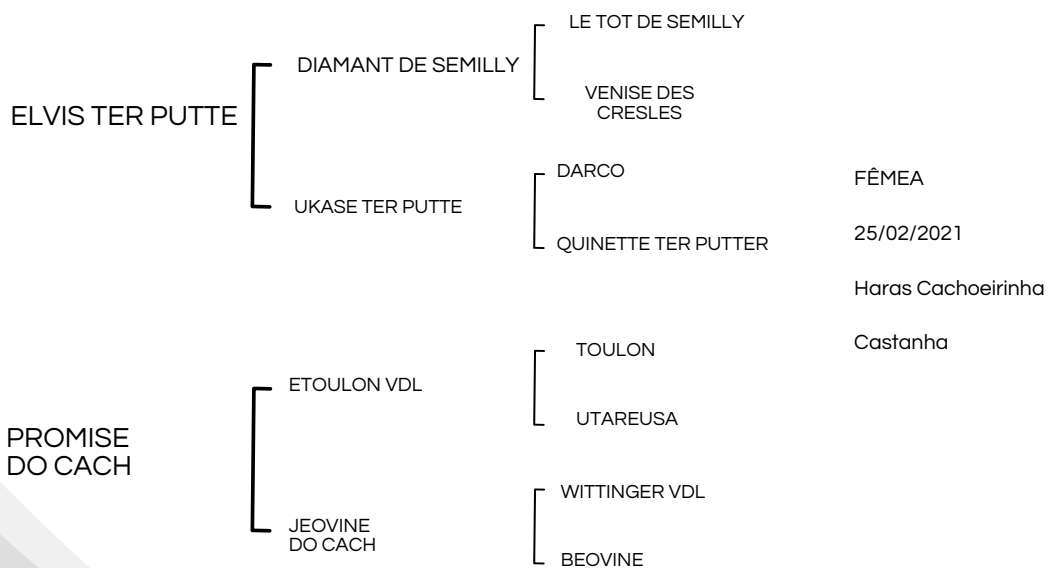 ELVIS TER PUTTE
DIAMANT DE SEMILLY
LE TOT DE SEMILLY
VENISE DES
CRESLES
UKASE TER PUTTE
DARCO
QUINETTE TER PUTTER
PROMISE
DO CACH
ETOULON VDL
TOULON
UTAREUSA
JEOVINE
DO CACH
WITTINGER VDL
BEOVINE
FÊMEA
25/02/2021
Haras Cachoeirinha
Castanha